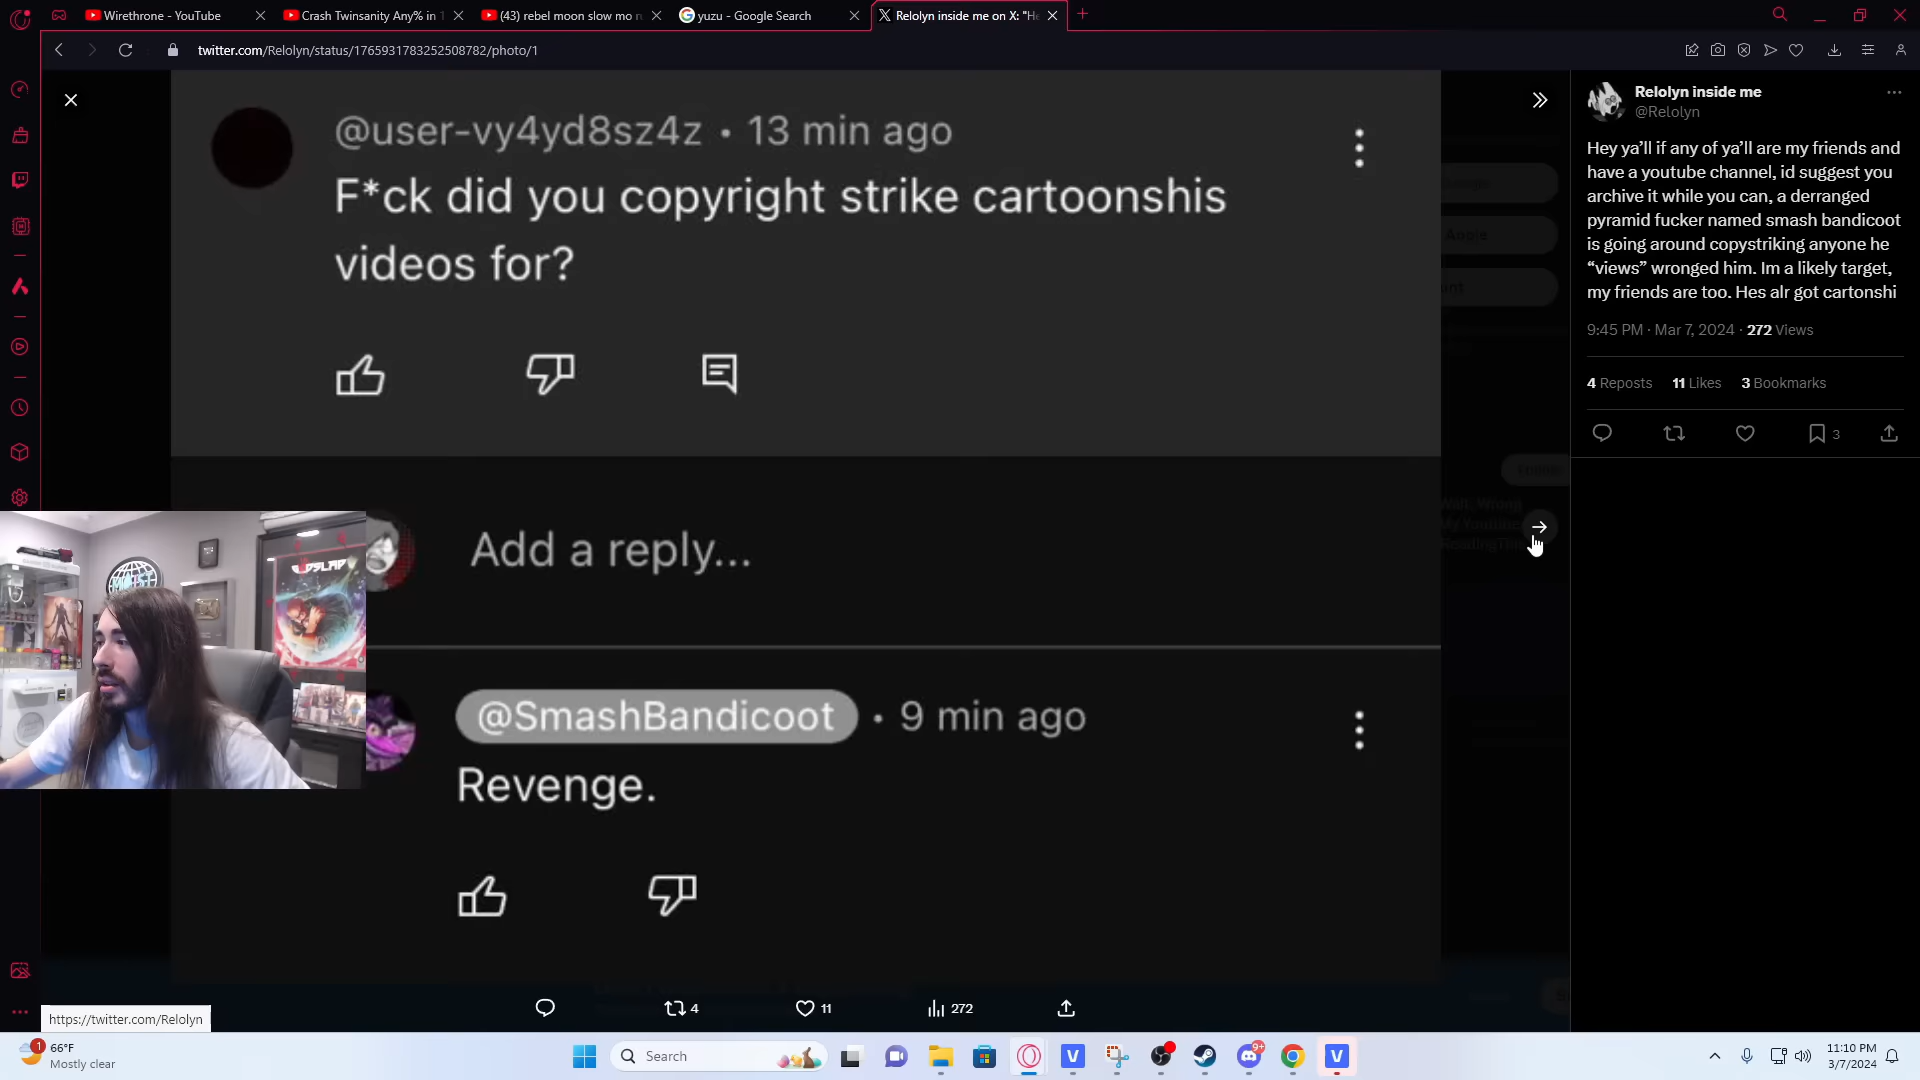 Wirethrone - YouTube
Crash Twinsanity Any% in 1
(43) rebel moon slow mo n
yuzu - Google Search
Relolyn inside me on X: "He
twitter.com/Relolyn/status/1765931783252508782/photo/1
@user-vy4yd8sz4z • 13 min ago
F*ck did you copyright strike cartoonshis
videos for?
Add a reply...
@SmashBandicoot • 9 min ago
Revenge.
4
11
272
https://twitter.com/Relolyn
Relolyn inside me
@Relolyn
Hey ya’ll if any of ya’ll are my friends and
have a youtube channel, id suggest you
archive it while you can, a derranged
pyramid fucker named smash bandicoot
is going around copystriking anyone he
“views” wronged him. Im a likely target,
my friends are too. Hes alr got cartonshi
9:45 PM · Mar 7, 2024 · 272 Views
4 Reposts 11 Likes 3 Bookmarks
3
Apple
MOIST
1
66°F
Mostly clear
Search
9+
11:10 PM
3/7/2024